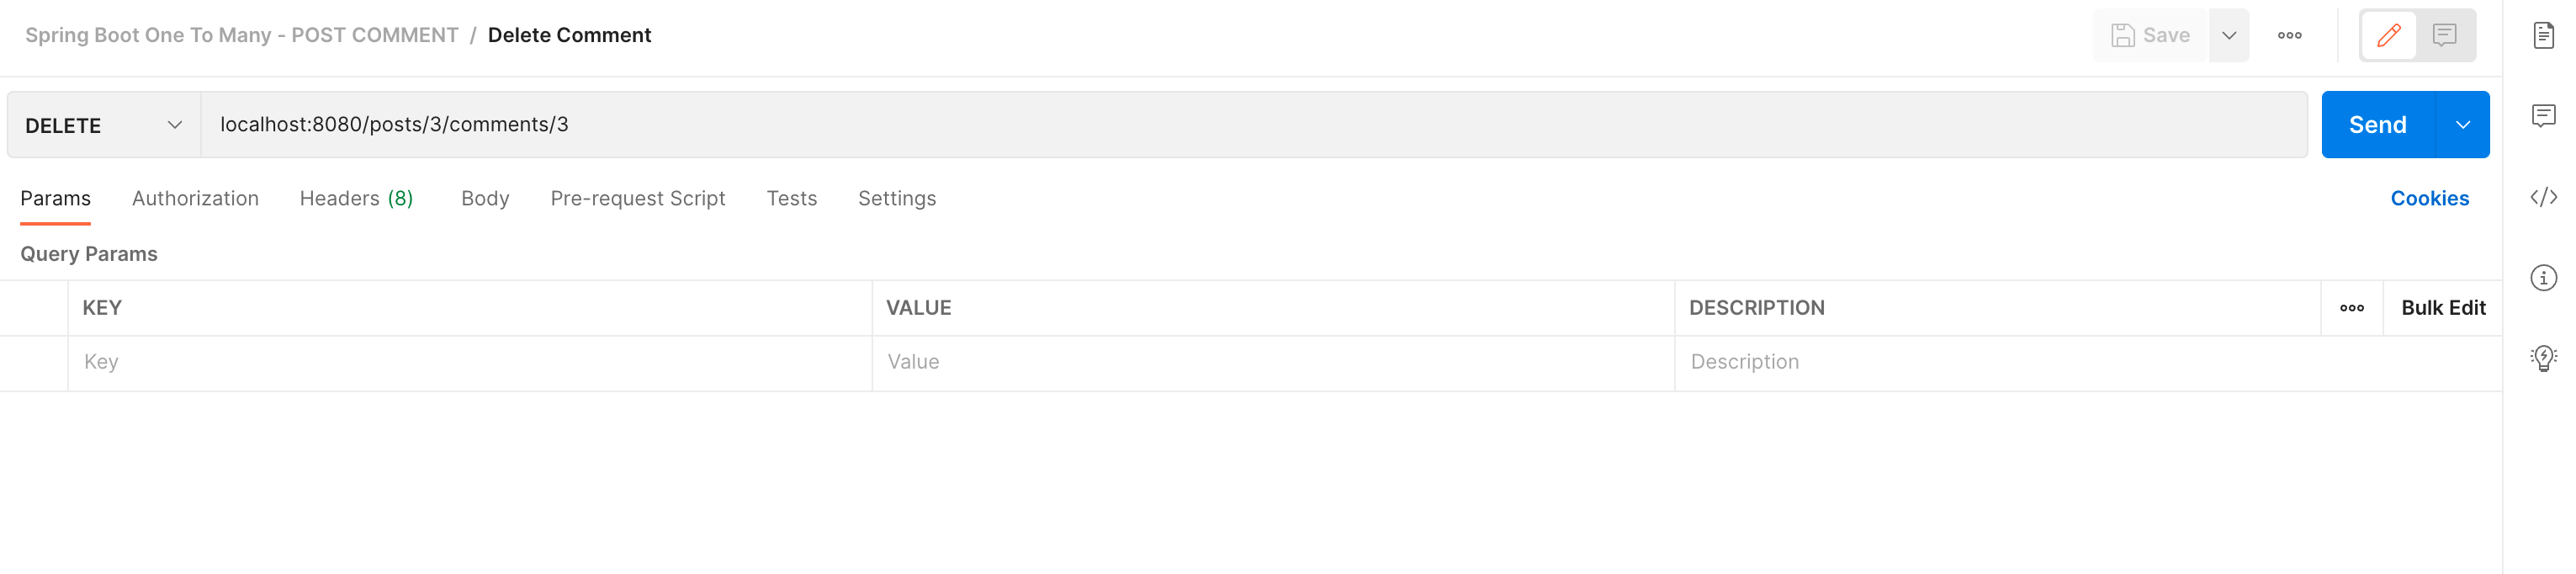 Spring Boot One To Many - POST COMMENT / Delete Comment Save
DELETE localhost:8080/posts/3/comments/3 Send
Params Authorization Headers (8) Body Pre-request Script Tests Settings Cookies
Query Params
KEY VALUE DESCRIPTION Bulk Edit
Key Value Description